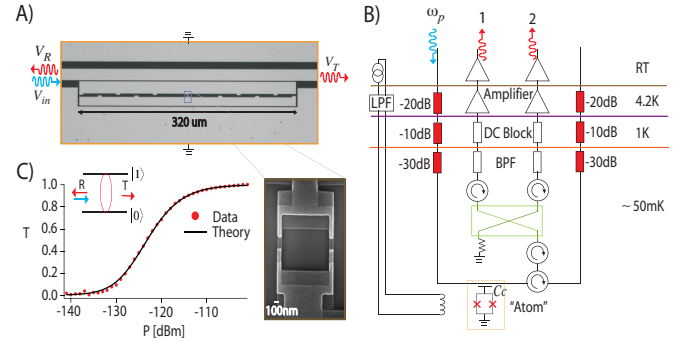 A)
V_R
V_in
V_T
320 um
C)
R
T
|1⟩
|0⟩
1.0
0.8
0.6
0.4
0.2
0.0
T
Data
Theory
-140
-130
-120
-110
P [dBm]
100nm
B)
ω_p
1
2
RT
LPF
-20dB
Amplifier
-20dB
4.2K
-10dB
DC Block
-10dB
1K
-30dB
BPF
-30dB
~ 50mK
Cc
"Atom"